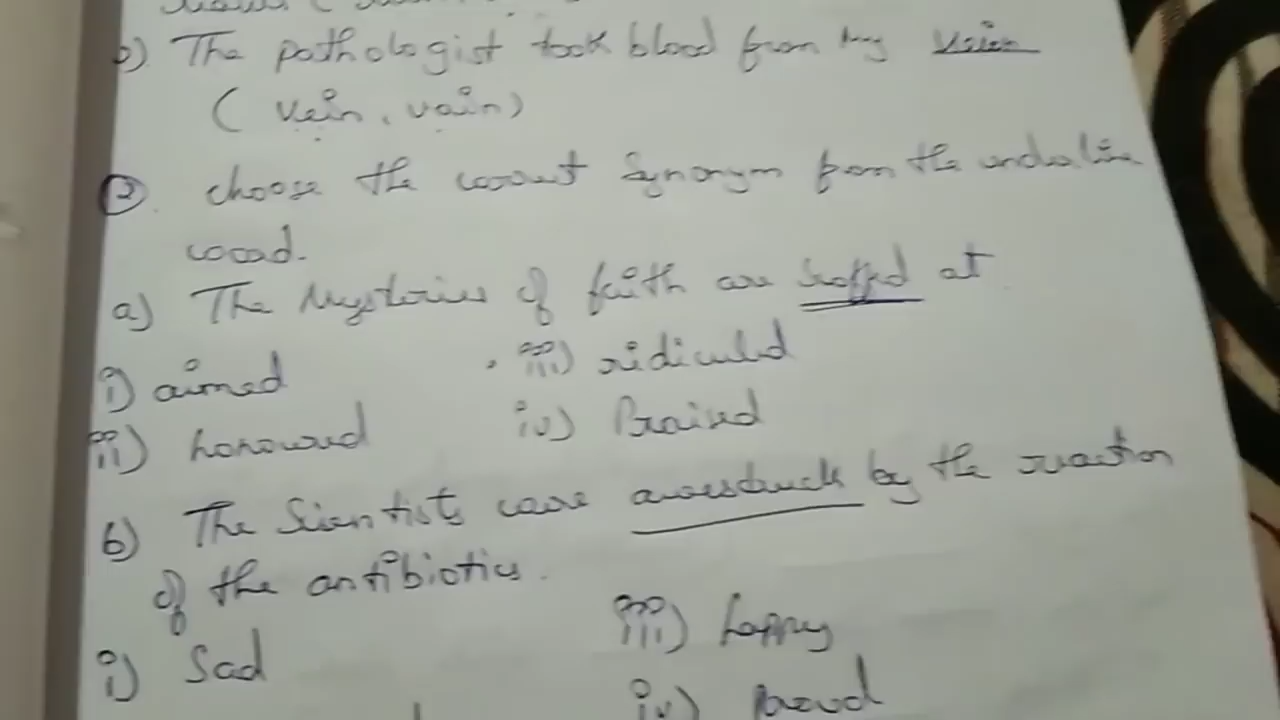 b) The pathologist took blood from my vein
( vein, vain)
2. choose the correct synonym from the underline
word.
a) The Mysteries of faith are scoffed at
i) aimed
iii) ridiculed
ii) honoured
iv) Praised
b) The Scientists were awestruck by the reaction
of the antibiotics.
i) Sad
iii) happy
iv)